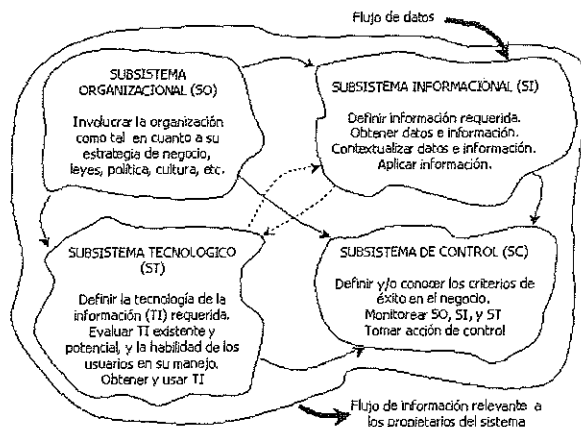 Flujo de datos
SUBSISTEMA
ORGANIZACIONAL (SO)
Involucrar la organización
como tal en cuanto a su
estrategia de negocio,
leyes, política, cultura, etc.
SUBSISTEMA INFORMACIONAL (SI)
Definir información requerida.
Obtener datos e información.
Contextualizar datos e información.
Aplicar información.
SUBSISTEMA TECNOLOGICO
(ST)
Definir la tecnología de la
información (TI) requerida.
Evaluar TI existente y
potencial, y la habilidad de los
usuarios en su manejo.
Obtener y usar TI
SUBSISTEMA DE CONTROL (SC)
Definir y/o conocer los criterios de
éxito en el negocio.
Monitorear SO, SI, y ST
Tomar acción de control
Flujo de información relevante a
los propietarios del sistema